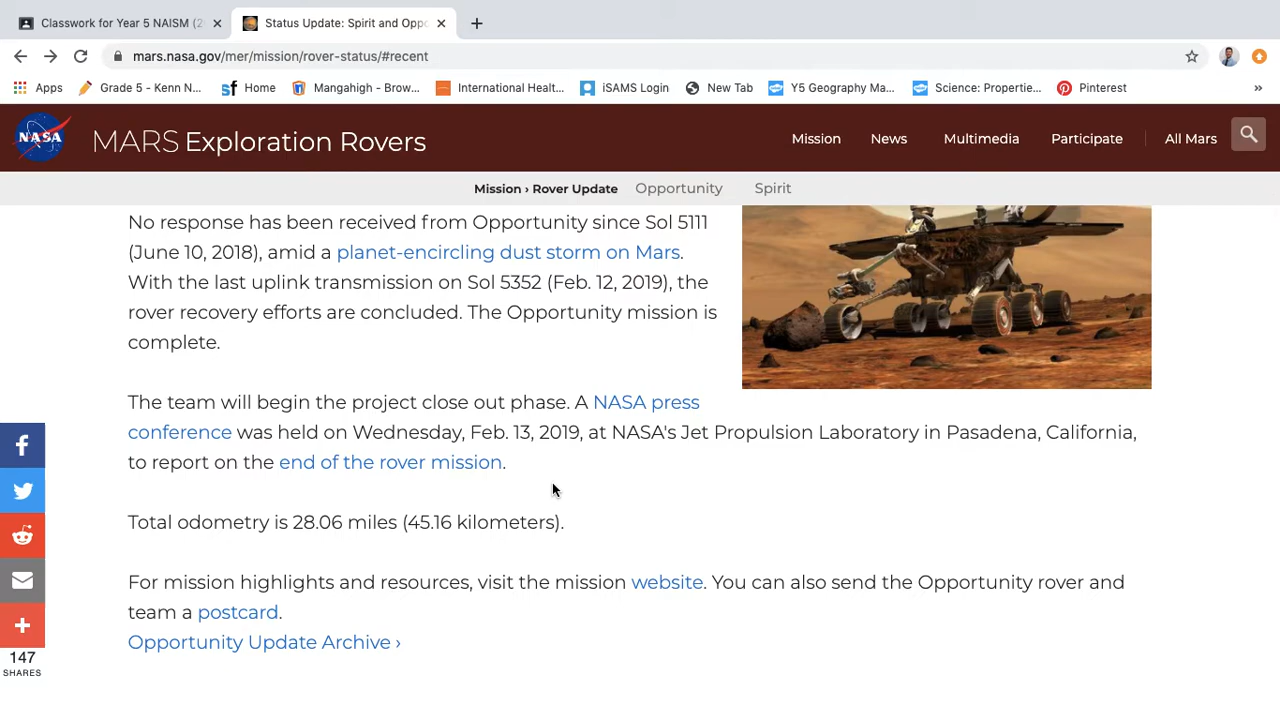 Classwork for Year 5 NAISM (2
Status Update: Spirit and Oppo
mars.nasa.gov/mer/mission/rover-status/#recent
Apps
Grade 5 - Kenn N...
Home
Mangahigh - Brow...
International Healt...
iSAMS Login
New Tab
Y5 Geography Ma...
Science: Propertie...
Pinterest
»
NASA
MARS Exploration Rovers
Mission
News
Multimedia
Participate
All Mars
Mission › Rover Update
Opportunity
Spirit
No response has been received from Opportunity since Sol 5111
(June 10, 2018), amid a planet-encircling dust storm on Mars.
With the last uplink transmission on Sol 5352 (Feb. 12, 2019), the
rover recovery efforts are concluded. The Opportunity mission is
complete.
The team will begin the project close out phase. A NASA press
conference was held on Wednesday, Feb. 13, 2019, at NASA's Jet Propulsion Laboratory in Pasadena, California,
to report on the end of the rover mission.
Total odometry is 28.06 miles (45.16 kilometers).
For mission highlights and resources, visit the mission website. You can also send the Opportunity rover and
team a postcard.
Opportunity Update Archive ›
147
SHARES